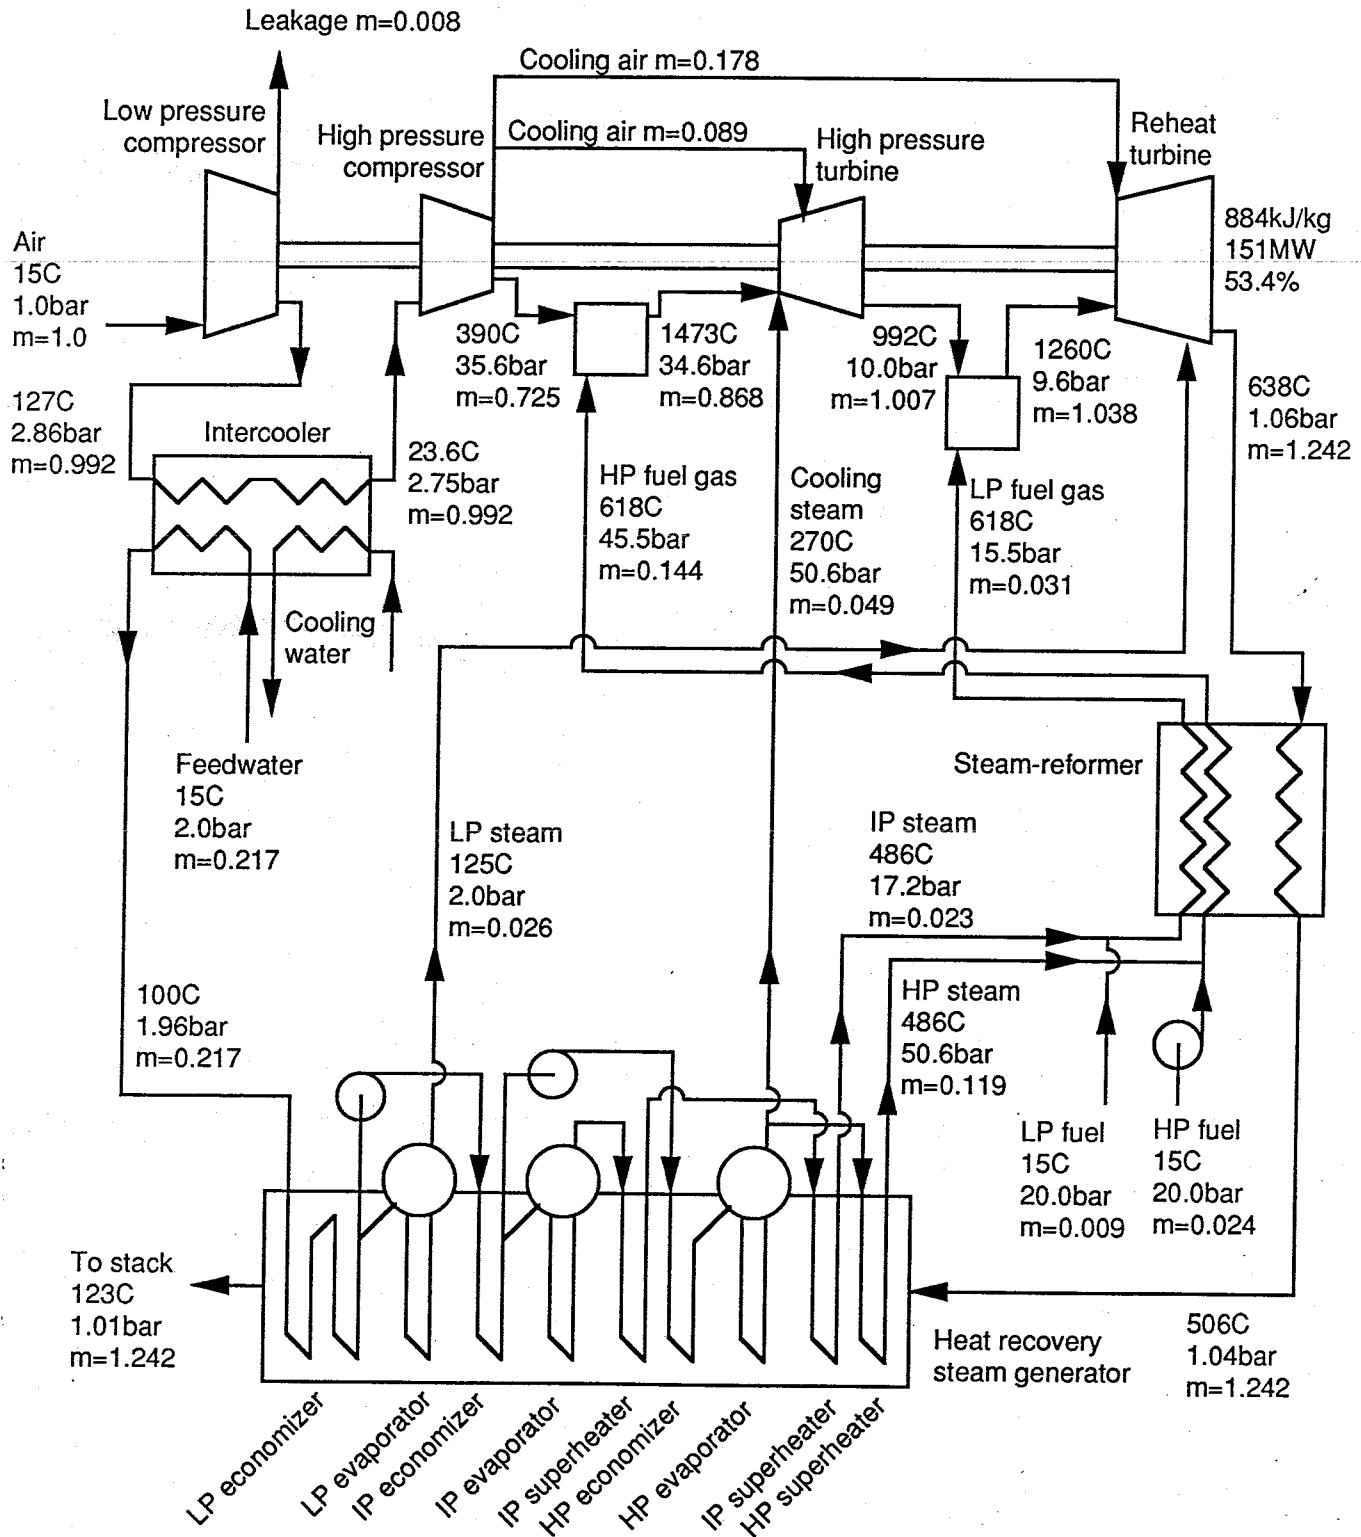 Leakage m=0.008
Cooling air m=0.178
Low pressure
compressor
High pressure
compressor
Cooling air m=0.089
High pressure
turbine
Reheat
turbine
884kJ/kg
151MW
53.4%
Air
15C
1.0bar
m=1.0
390C
35.6bar
m=0.725
1473C
34.6bar
m=0.868
992C
10.0bar
m=1.007
1260C
9.6bar
m=1.038
638C
1.06bar
m=1.242
127C
2.86bar
m=0.992
Intercooler
23.6C
2.75bar
m=0.992
HP fuel gas
618C
45.5bar
m=0.144
Cooling
steam
270C
50.6bar
m=0.049
LP fuel gas
618C
15.5bar
m=0.031
Cooling
water
Feedwater
15C
2.0bar
m=0.217
Steam-reformer
LP steam
125C
2.0bar
m=0.026
IP steam
486C
17.2bar
m=0.023
100C
1.96bar
m=0.217
HP steam
486C
50.6bar
m=0.119
LP fuel
15C
20.0bar
m=0.009
HP fuel
15C
20.0bar
m=0.024
To stack
123C
1.01bar
m=1.242
Heat recovery
steam generator
506C
1.04bar
m=1.242
LP economizer
LP evaporator
IP economizer
IP evaporator
IP superheater
HP economizer
HP evaporator
IP superheater
HP superheater